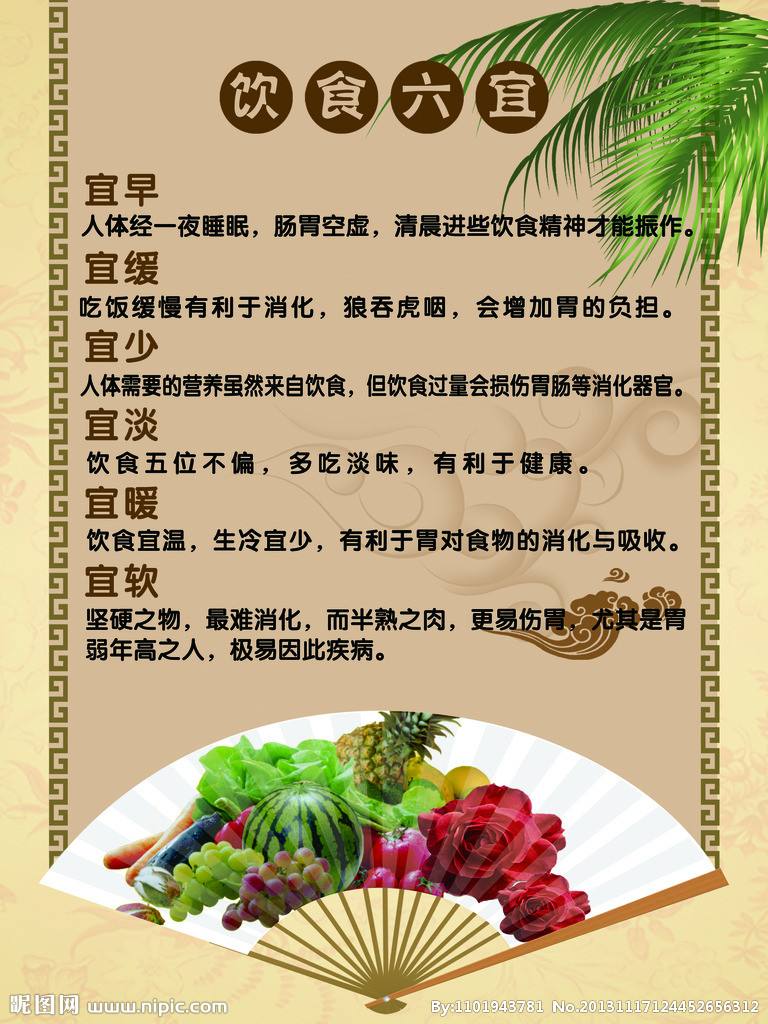 饮食六宜
宜早
人体经一夜睡眠，肠胃空虚，清晨进些饮食精神才能振作。
宜缓
吃饭缓慢有利于消化，狼吞虎咽，会增加胃的负担。
宜少
人体需要的营养虽然来自饮食，但饮食过量会损伤胃肠等消化器官。
宜淡
饮食五位不偏，多吃淡味，有利于健康。
宜暖
饮食宜温，生冷宜少，有利于胃对食物的消化与吸收。
宜软
坚硬之物，最难消化，而半熟之肉，更易伤胃，尤其是胃
弱年高之人，极易因此疾病。
昵图网 www.nipic.com
By:1101943781 No.20131117124452656312